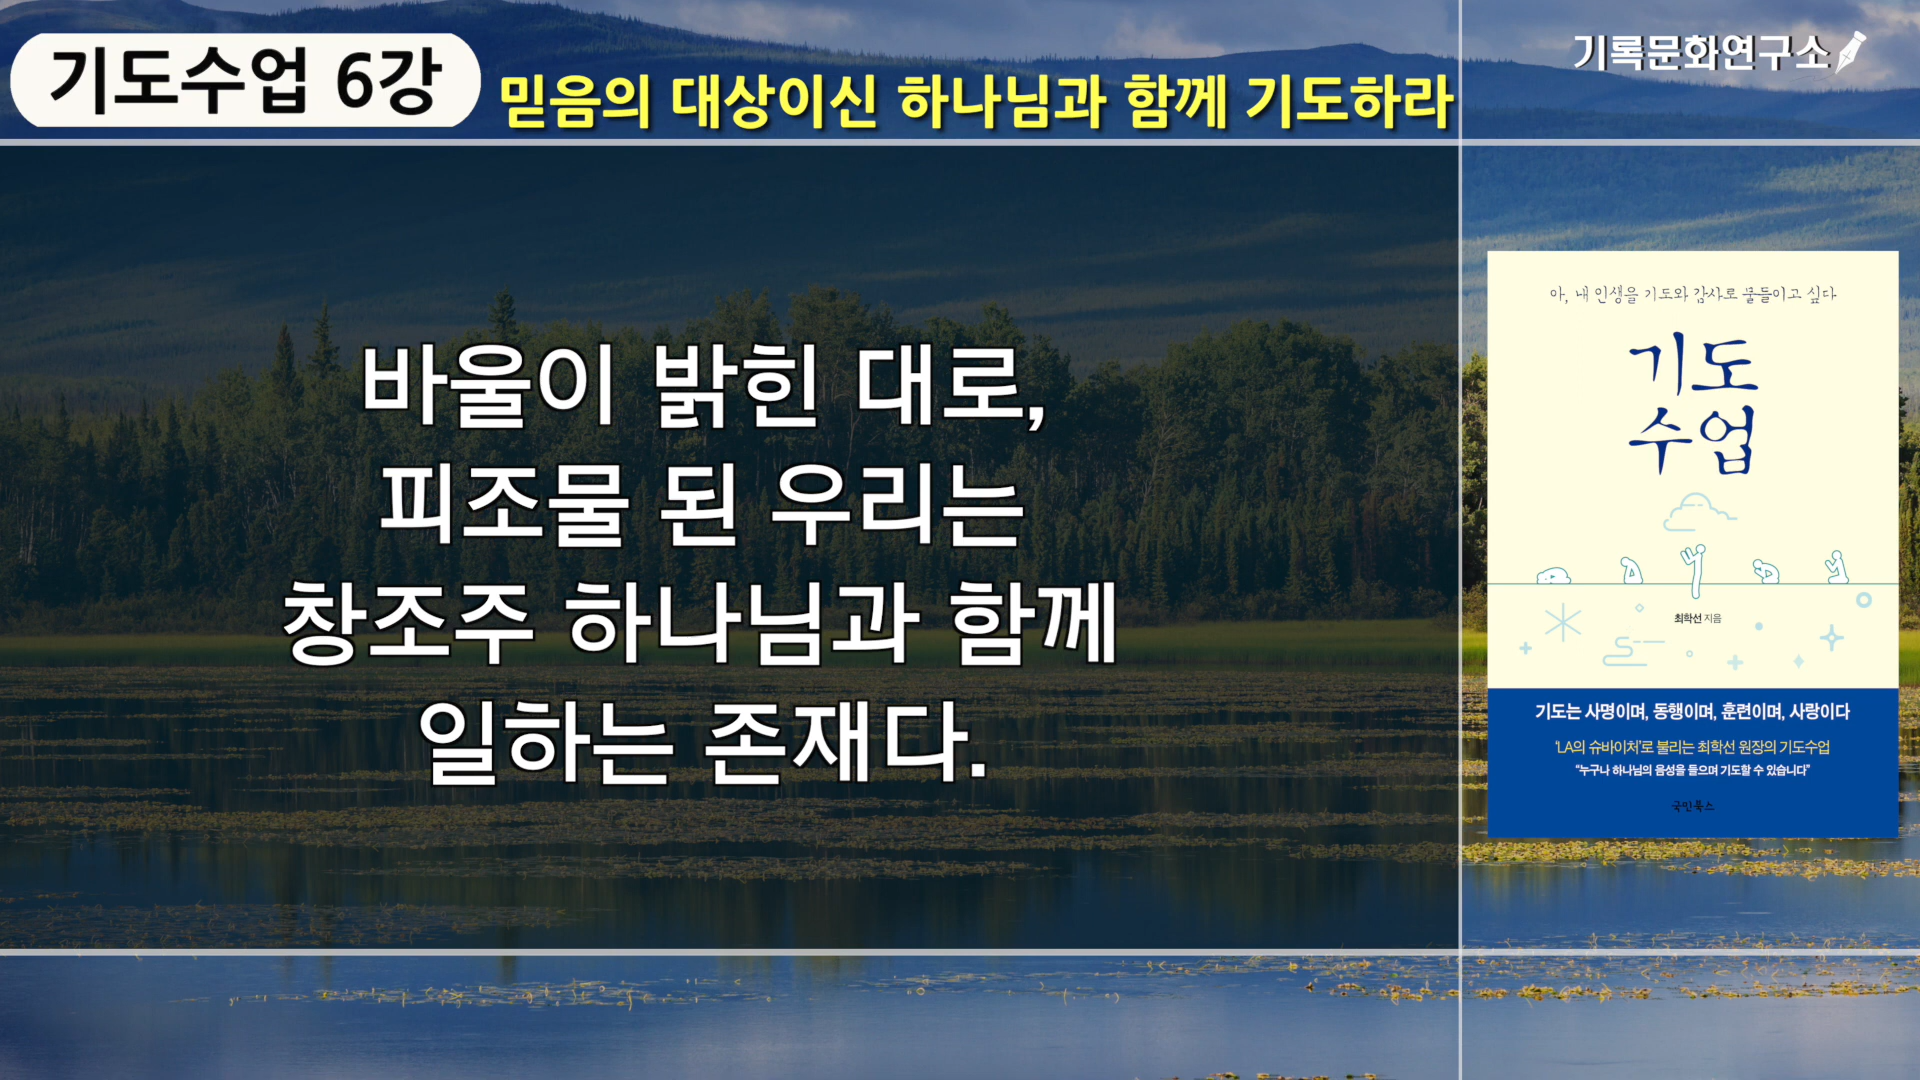 기도수업 6강
믿음의 대상이신 하나님과 함께 기도하라
기록문화연구소
바울이 밝힌 대로,
피조물 된 우리는
창조주 하나님과 함께
일하는 존재다.
아, 내 인생을 기도와 감사로 물들이고 싶다
기도
수업
최학선 지음
기도는 사명이며, 동행이며, 훈련이며, 사랑이다
‘LA의 슈바이처’로 불리는 최학선 원장의 기도수업
“누구나 하나님의 음성을 들으며 기도할 수 있습니다”
국민북스